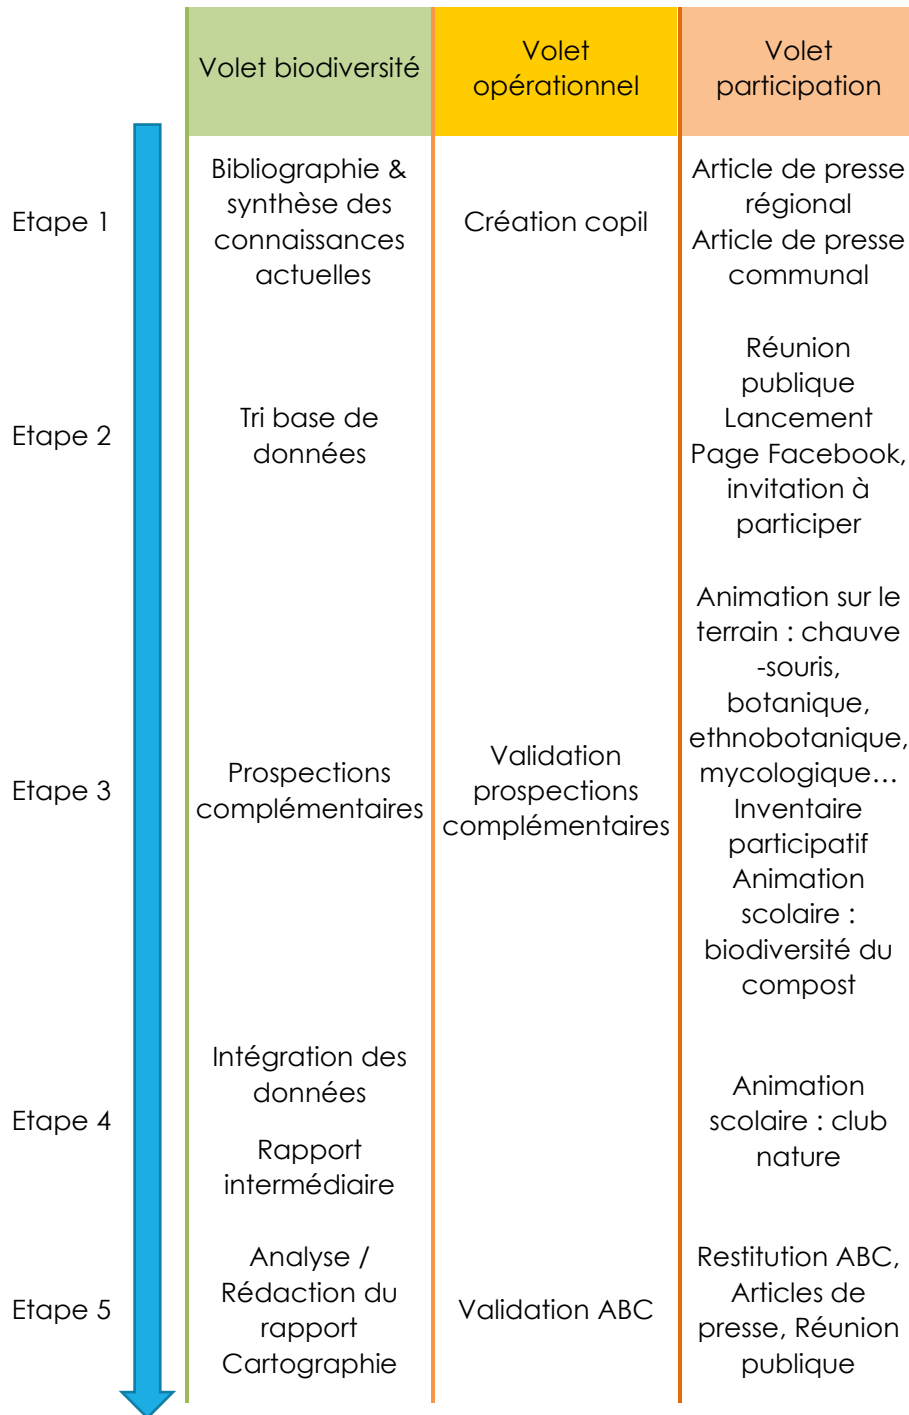 Volet biodiversité
Volet
opérationnel
Volet
participation
Etape 1
Bibliographie &
synthèse des
connaissances
actuelles
Création copil
Article de presse
régional
Article de presse
communal
Etape 2
Tri base de
données
Réunion
publique
Lancement
Page Facebook,
invitation à
participer
Etape 3
Prospections
complémentaires
Validation
prospections
complémentaires
Animation sur le
terrain : chauve
-souris,
botanique,
ethnobotanique,
mycologique…
Inventaire
participatif
Animation
scolaire :
biodiversité du
compost
Etape 4
Intégration des
données
Rapport
intermédiaire
Animation
scolaire : club
nature
Etape 5
Analyse /
Rédaction du
rapport
Cartographie
Validation ABC
Restitution ABC,
Articles de
presse, Réunion
publique